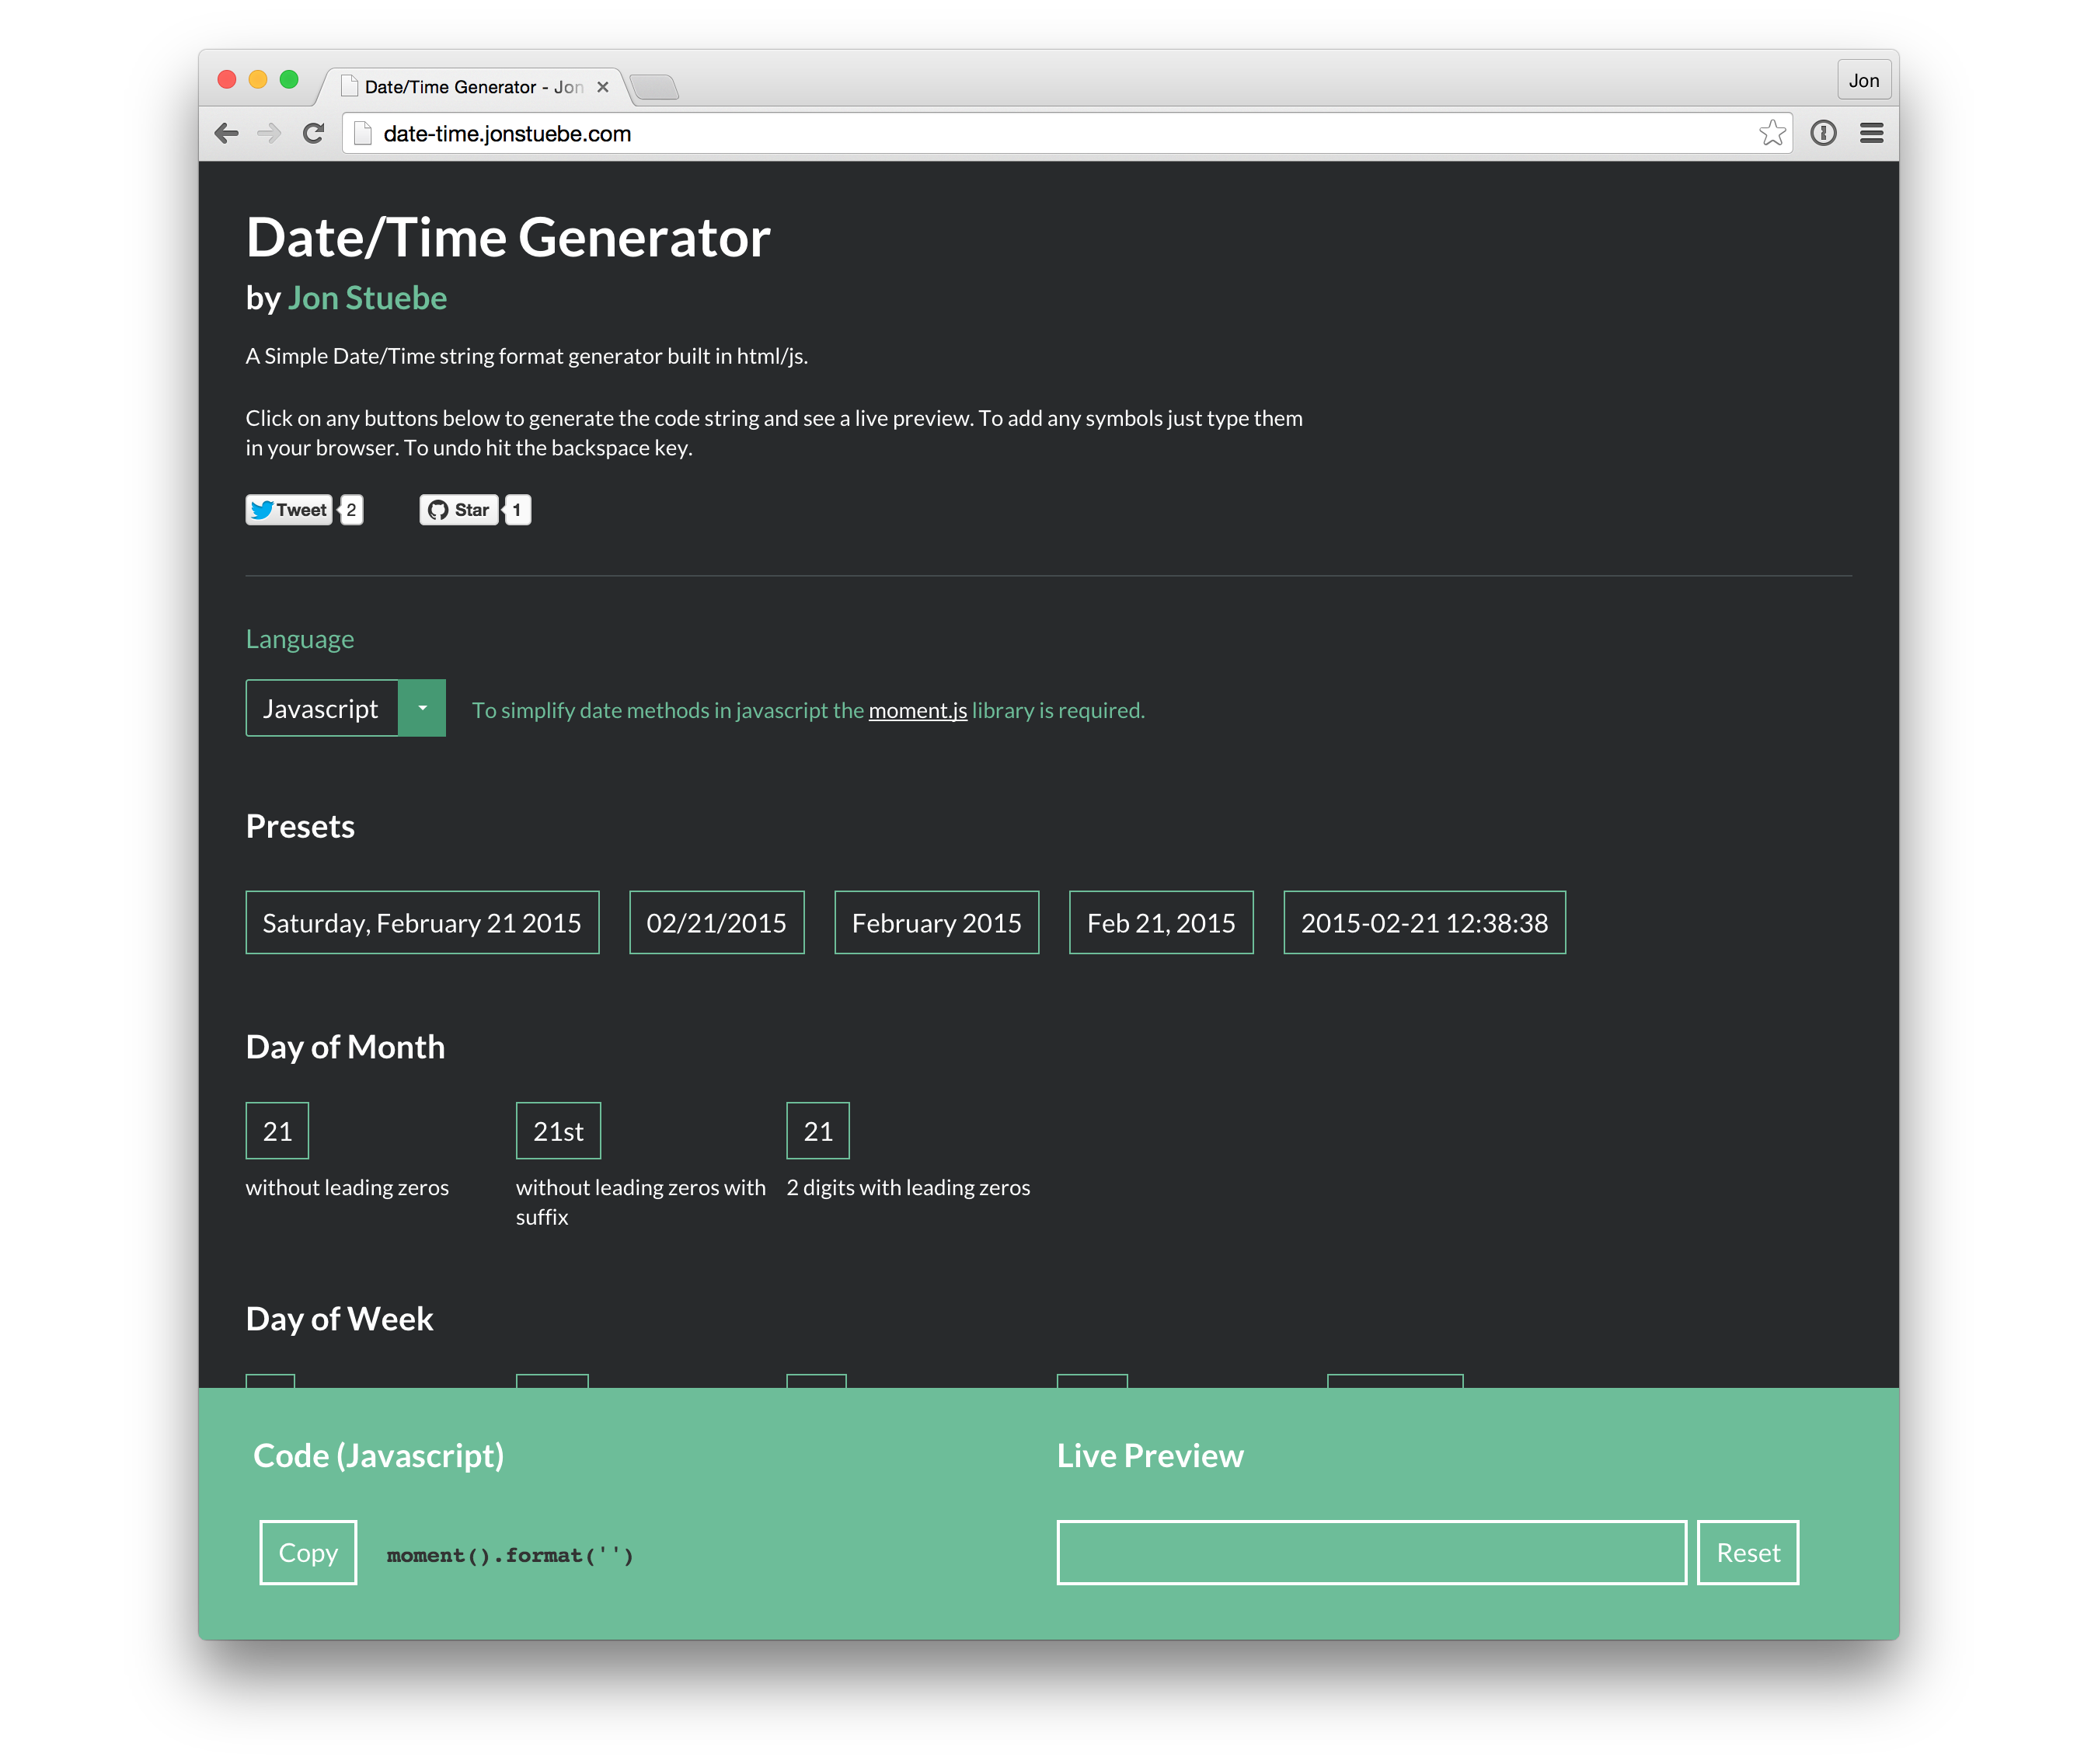 Date/Time Generator - Jon
Jon
date-time.jonstuebe.com
Date/Time Generator
by Jon Stuebe
A Simple Date/Time string format generator built in html/js.
Click on any buttons below to generate the code string and see a live preview. To add any symbols just type them
in your browser. To undo hit the backspace key.
Tweet 2 Star 1
Language
Javascript To simplify date methods in javascript the moment.js library is required.
Presets
Saturday, February 21 2015 02/21/2015 February 2015 Feb 21, 2015 2015-02-21 12:38:38
Day of Month
21 21st 21
without leading zeros without leading zeros with 2 digits with leading zeros
suffix
Day of Week
Code (Javascript) Live Preview
Copy moment().format('') Reset